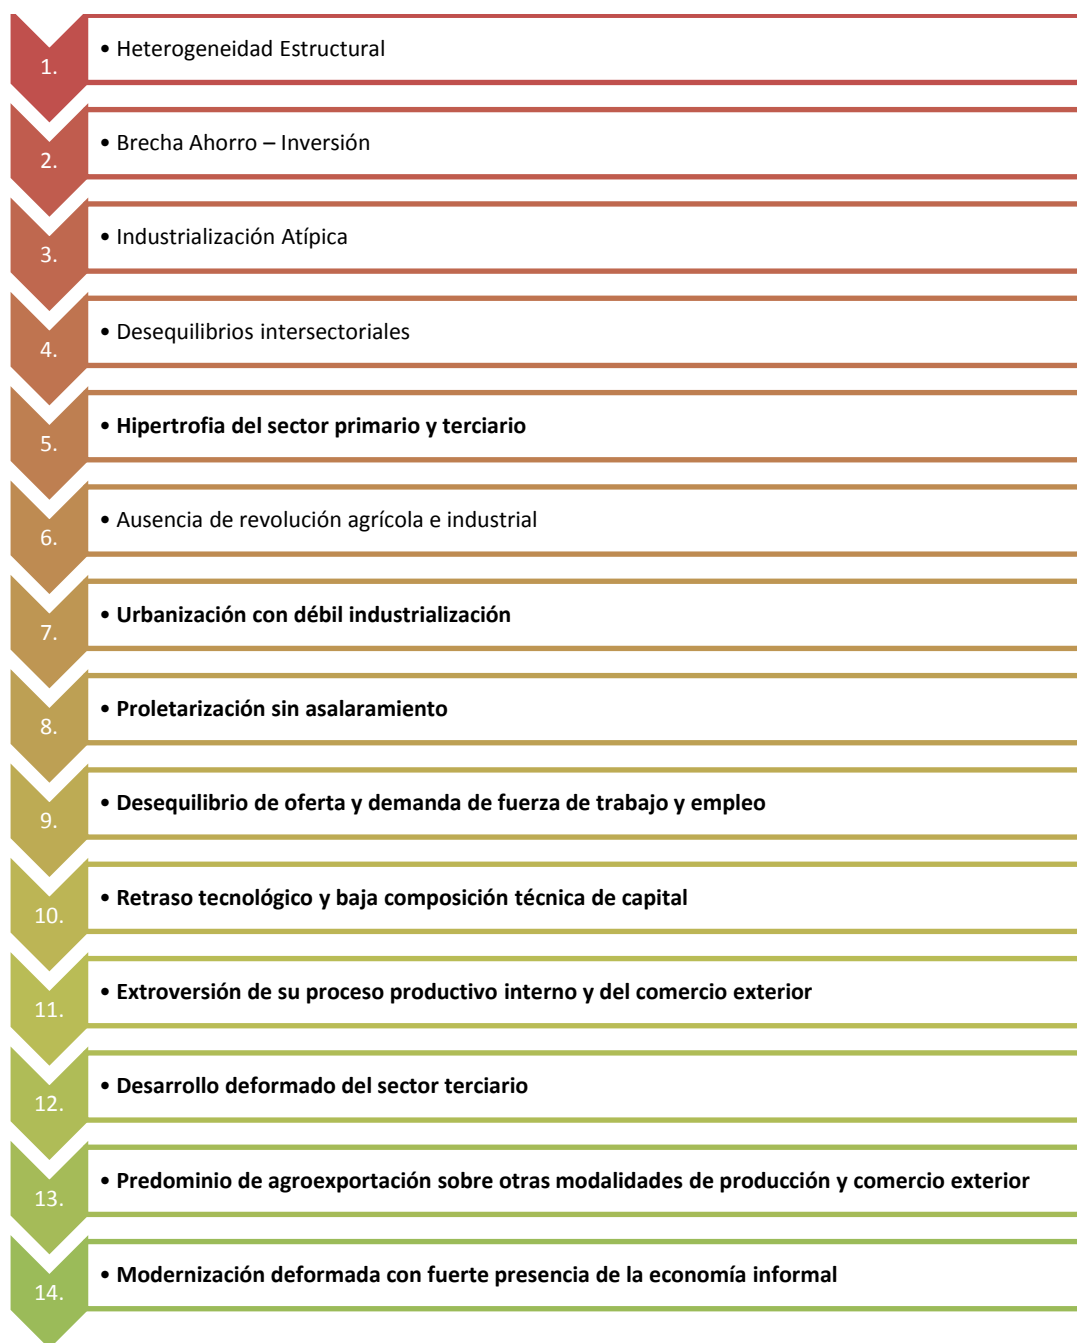 1. • Heterogeneidad Estructural
2. • Brecha Ahorro – Inversión
3. • Industrialización Atípica
4. • Desequilibrios intersectoriales
5. • Hipertrofia del sector primario y terciario
6. • Ausencia de revolución agrícola e industrial
7. • Urbanización con débil industrialización
8. • Proletarización sin asalaramiento
9. • Desequilibrio de oferta y demanda de fuerza de trabajo y empleo
10. • Retraso tecnológico y baja composición técnica de capital
11. • Extroversión de su proceso productivo interno y del comercio exterior
12. • Desarrollo deformado del sector terciario
13. • Predominio de agroexportación sobre otras modalidades de producción y comercio exterior
14. • Modernización deformada con fuerte presencia de la economía informal